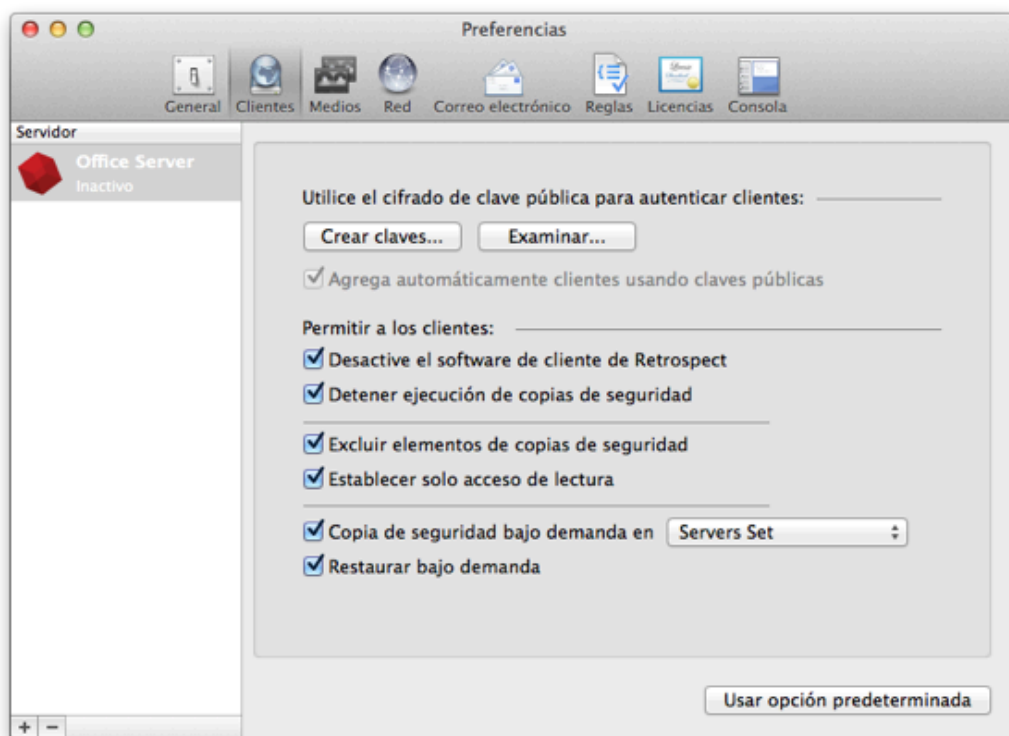 Preferencias
General Clientes Medios Red Correo electrónico Reglas Licencias Consola
Servidor
Office Server
Inactivo
Utilice el cifrado de clave pública para autenticar clientes:
Crear claves... Examinar...
Agrega automáticamente clientes usando claves públicas
Permitir a los clientes:
Desactive el software de cliente de Retrospect
Detener ejecución de copias de seguridad
Excluir elementos de copias de seguridad
Establecer solo acceso de lectura
Copia de seguridad bajo demanda en Servers Set
Restaurar bajo demanda
Usar opción predeterminada
+ −